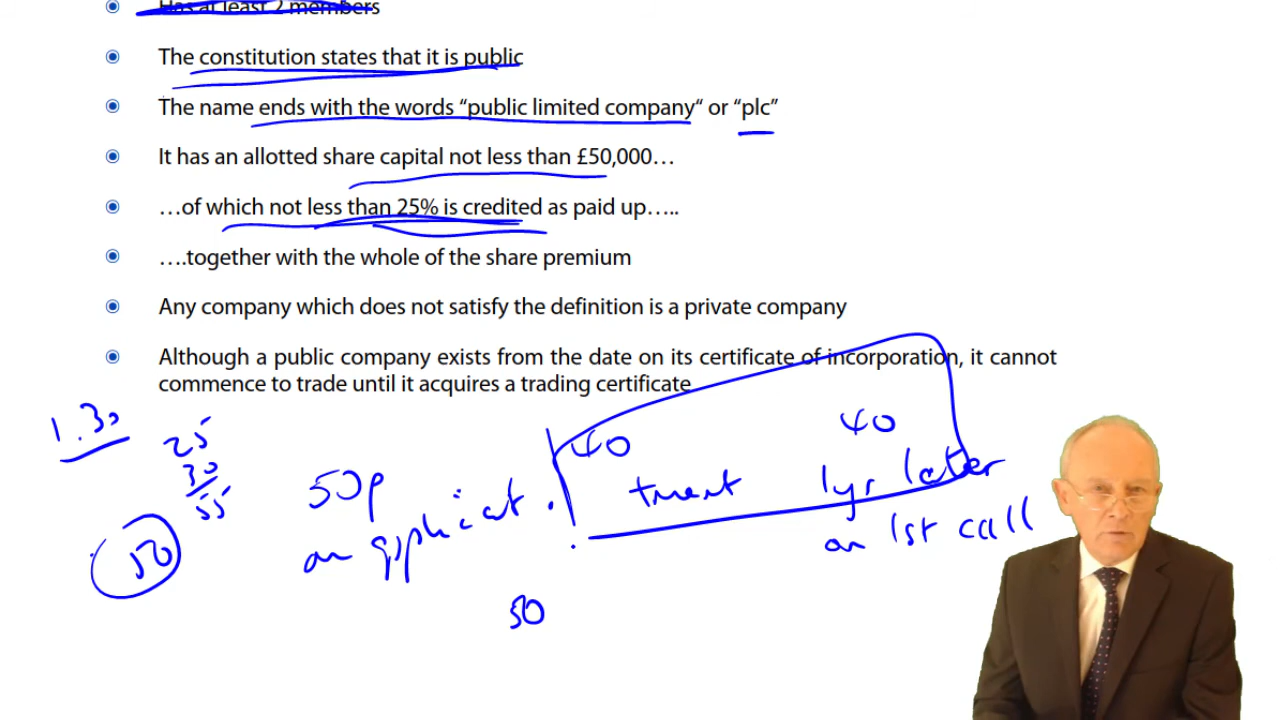 Has at least 2 members
The constitution states that it is public
The name ends with the words “public limited company“ or “plc”
It has an allotted share capital not less than £50,000…
…of which not less than 25% is credited as paid up…..
….together with the whole of the share premium
Any company which does not satisfy the definition is a private company
Although a public company exists from the date on its certificate of incorporation, it cannot
commence to trade until it acquires a trading certificate
1.30
25
30
55
50
50p
on applicat
40
40
1yr later
on 1st call
50